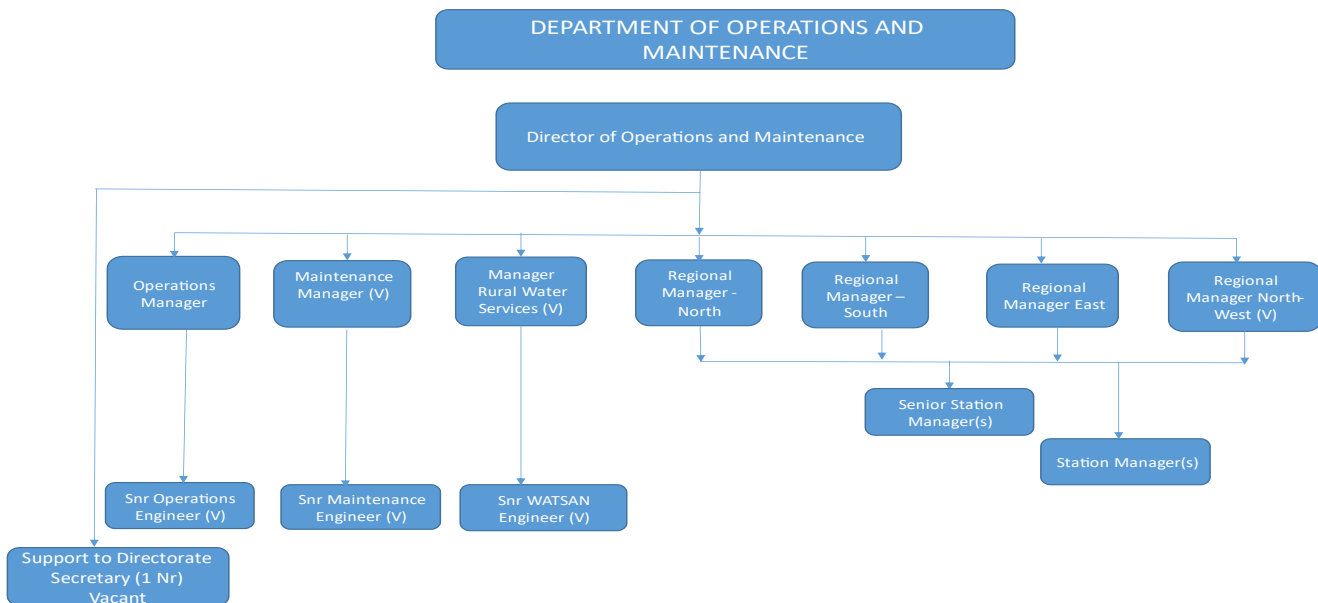 DEPARTMENT OF OPERATIONS AND
MAINTENANCE
Director of Operations and Maintenance
Operations
Manager
Maintenance
Manager (V)
Manager
Rural Water
Services (V)
Regional
Manager -
North
Regional
Manager –
South
Regional
Manager East
Regional
Manager North-
West (V)
Senior Station
Manager(s)
Station Manager(s)
Snr Operations
Engineer (V)
Snr Maintenance
Engineer (V)
Snr WATSAN
Engineer (V)
Support to Directorate
Secretary (1 Nr)
Vacant